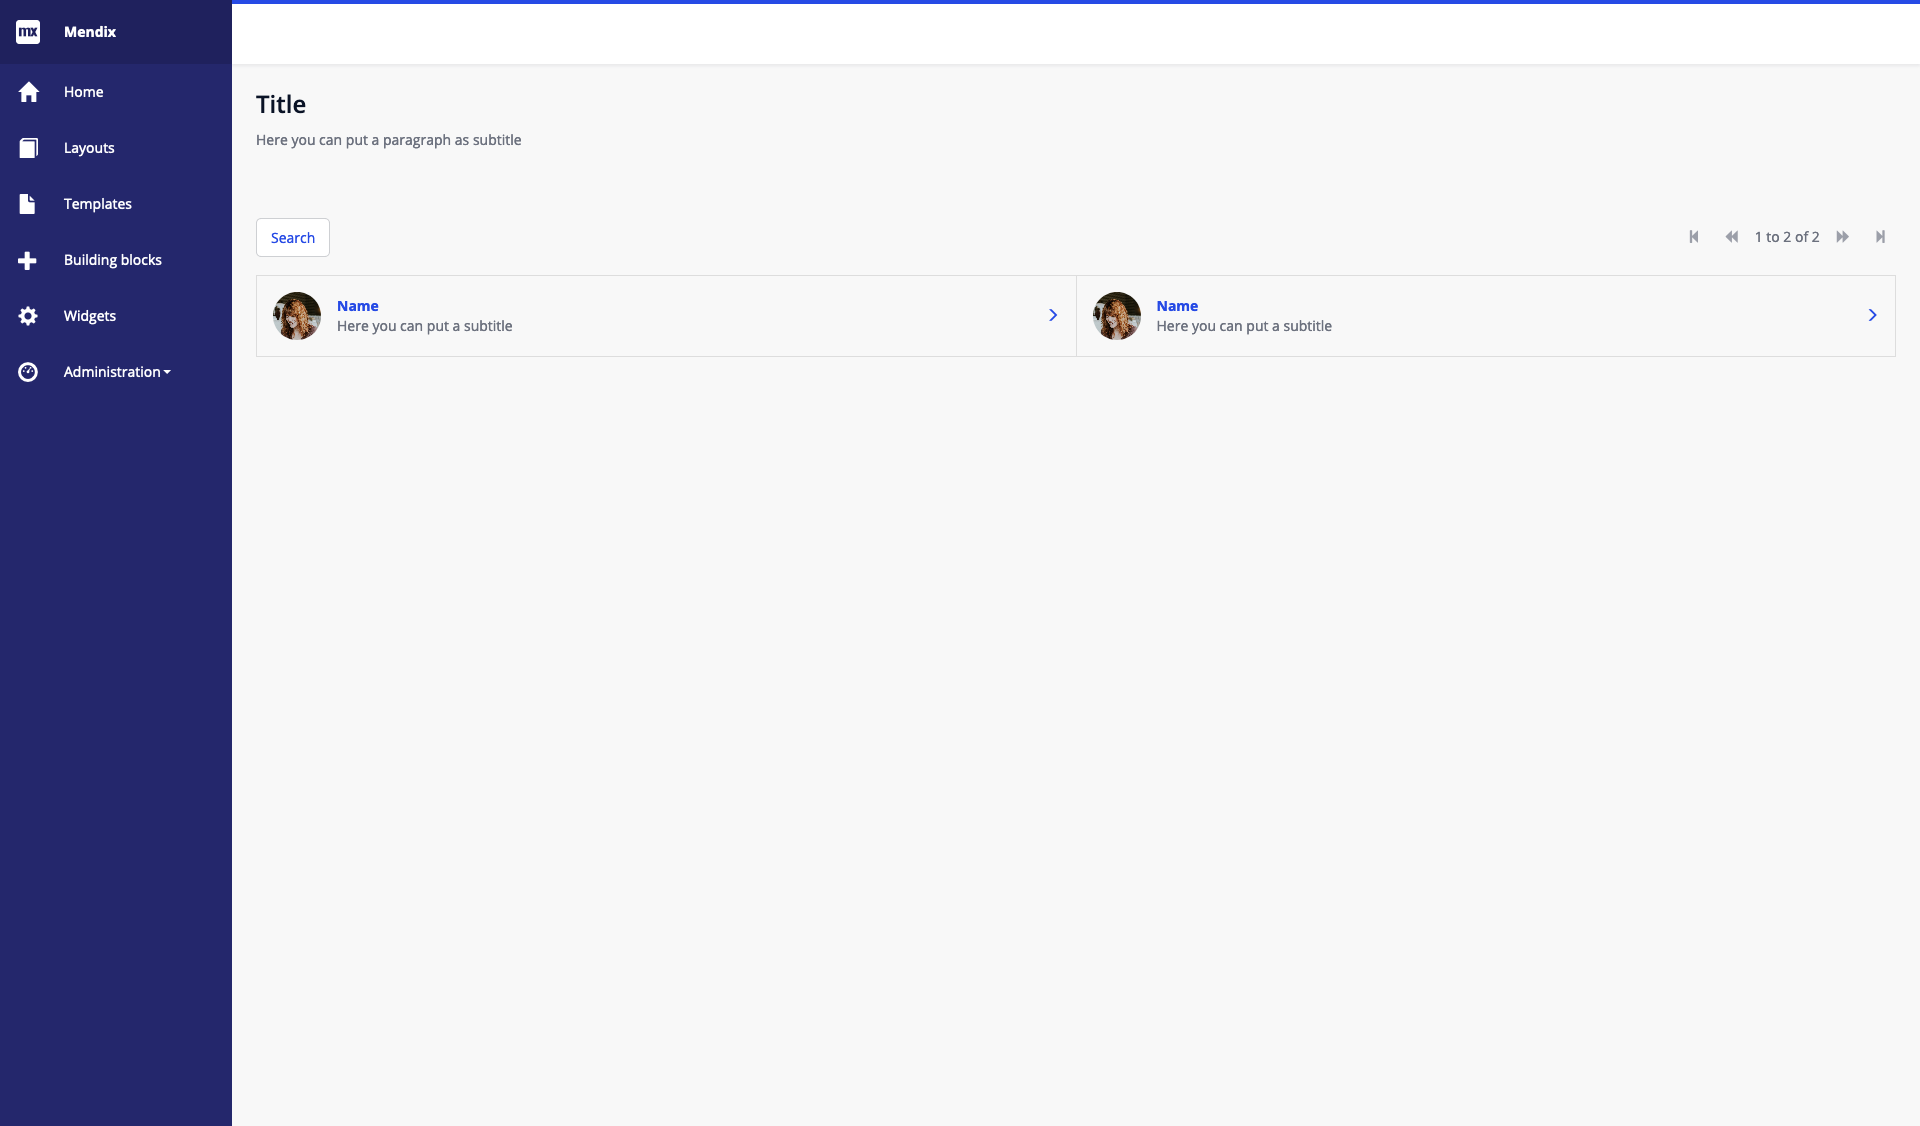 mx Mendix
Home
Layouts
Templates
Building blocks
Widgets
Administration
Title
Here you can put a paragraph as subtitle
Search
1 to 2 of 2
Name
Here you can put a subtitle
Name
Here you can put a subtitle